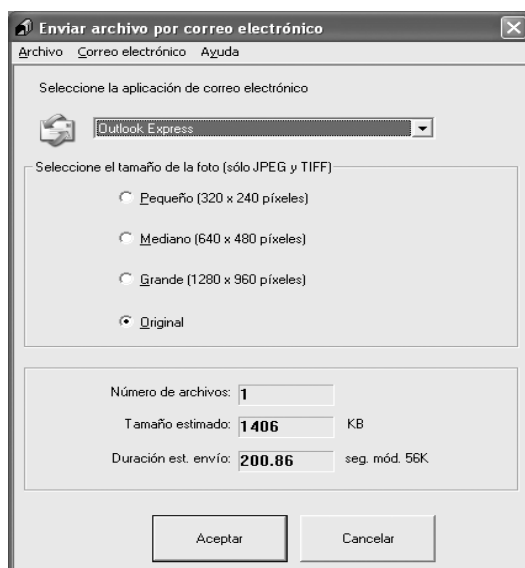 Enviar archivo por correo electrónico
Archivo Correo electrónico Ayuda
Seleccione la aplicación de correo electrónico
Outlook Express
Seleccione el tamaño de la foto (sólo JPEG y TIFF)
Pequeño (320 x 240 píxeles)
Mediano (640 x 480 píxeles)
Grande (1280 x 960 píxeles)
Original
Número de archivos: 1
Tamaño estimado: 1406 KB
Duración est. envío: 200.86 seg. mód. 56K
Aceptar Cancelar